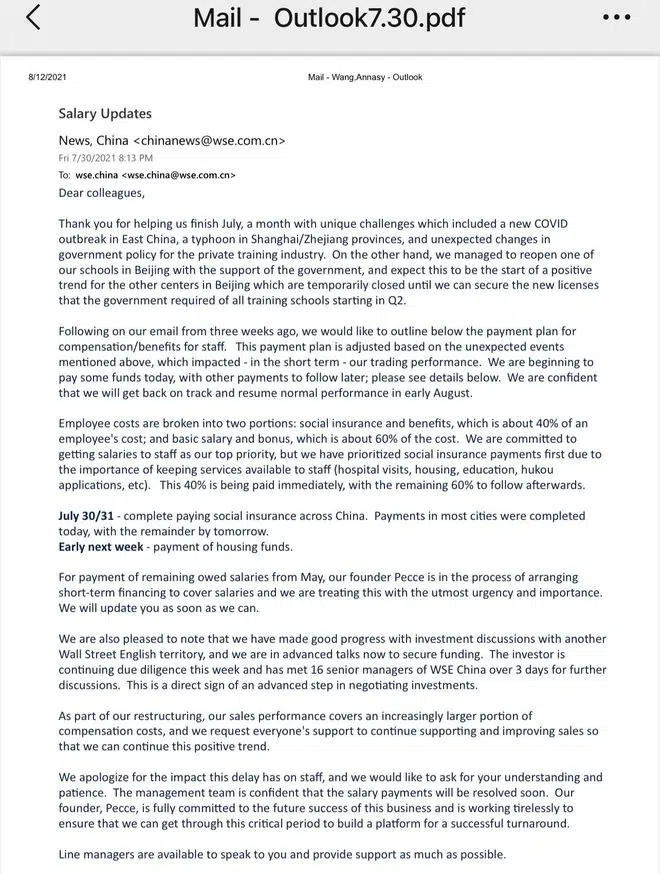 Mail -  Outlook7.30.pdf
8/12/2021
Mail - Wang,Annasy - Outlook
Salary Updates
News, China <chinanews@wse.com.cn>
Fri 7/30/2021 8:13 PM
To: wse.china <wse.china@wse.com.cn>
Dear colleagues,
Thank you for helping us finish July, a month with unique challenges which included a new COVID
outbreak in East China, a typhoon in Shanghai/Zhejiang provinces, and unexpected changes in
government policy for the private training industry.  On the other hand, we managed to reopen one of
our schools in Beijing with the support of the government, and expect this to be the start of a positive
trend for the other centers in Beijing which are temporarily closed until we can secure the new licenses
that the government required of all training schools starting in Q2.
Following on our email from three weeks ago, we would like to outline below the payment plan for
compensation/benefits for staff.   This payment plan is adjusted based on the unexpected events
mentioned above, which impacted - in the short term - our trading performance.  We are beginning to
pay some funds today, with other payments to follow later; please see details below.  We are confident
that we will get back on track and resume normal performance in early August.
Employee costs are broken into two portions: social insurance and benefits, which is about 40% of an
employee's cost; and basic salary and bonus, which is about 60% of the cost.  We are committed to
getting salaries to staff as our top priority, but we have prioritized social insurance payments first due to
the importance of keeping services available to staff (hospital visits, housing, education, hukou
applications, etc).   This 40% is being paid immediately, with the remaining 60% to follow afterwards.
July 30/31 - complete paying social insurance across China.  Payments in most cities were completed
today, with the remainder by tomorrow.
Early next week - payment of housing funds.
For payment of remaining owed salaries from May, our founder Pecce is in the process of arranging
short-term financing to cover salaries and we are treating this with the utmost urgency and importance.
We will update you as soon as we can.
We are also pleased to note that we have made good progress with investment discussions with another
Wall Street English territory, and we are in advanced talks now to secure funding.  The investor is
continuing due diligence this week and has met 16 senior managers of WSE China over 3 days for further
discussions.  This is a direct sign of an advanced step in negotiating investments.
As part of our restructuring, our sales performance covers an increasingly larger portion of
compensation costs, and we request everyone's support to continue supporting and improving sales so
that we can continue this positive trend.
We apologize for the impact this delay has on staff, and we would like to ask for your understanding and
patience.  The management team is confident that the salary payments will be resolved soon.  Our
founder, Pecce, is fully committed to the future success of this business and is working tirelessly to
ensure that we can get through this critical period to build a platform for a successful turnaround.
Line managers are available to speak to you and provide support as much as possible.